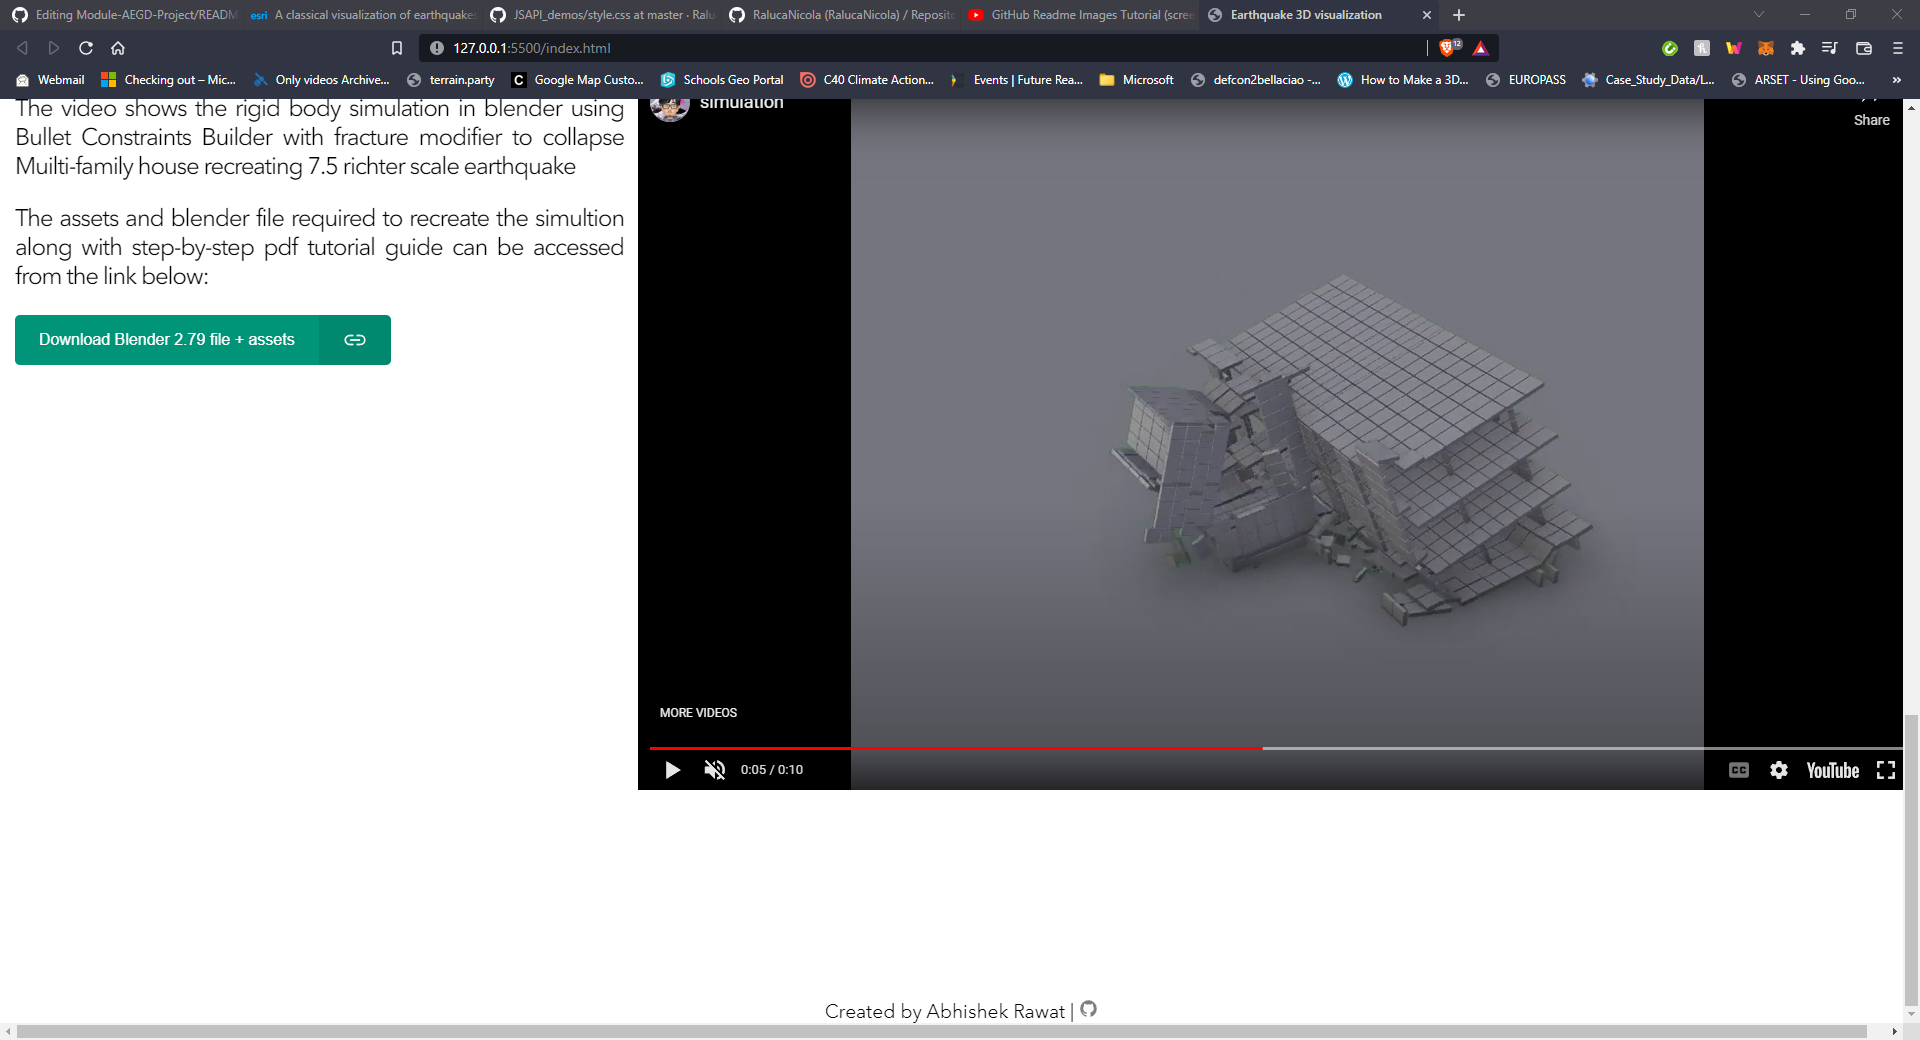 Editing Module-AEGD-Project/READM
esri A classical visualization of earthquake
JSAPI_demos/style.css at master · Ralu
RalucaNicola (RalucaNicola) / Reposito
GitHub Readme Images Tutorial (scree
Earthquake 3D visualization
127.0.0.1:5500/index.html
12
Webmail
Checking out – Mic...
Only videos Archive...
terrain.party
C Google Map Custo...
Schools Geo Portal
C40 Climate Action...
Events | Future Rea...
Microsoft
defcon2bellaciao -...
How to Make a 3D...
EUROPASS
Case_Study_Data/L...
ARSET - Using Goo...
The video shows the rigid body simulation in blender using
Bullet Constraints Builder with fracture modifier to collapse
Muilti-family house recreating 7.5 richter scale earthquake
The assets and blender file required to recreate the simultion
along with step-by-step pdf tutorial guide can be accessed
from the link below:
Download Blender 2.79 file + assets
simulation
Share
MORE VIDEOS
0:05 / 0:10
CC
YouTube
Created by Abhishek Rawat |